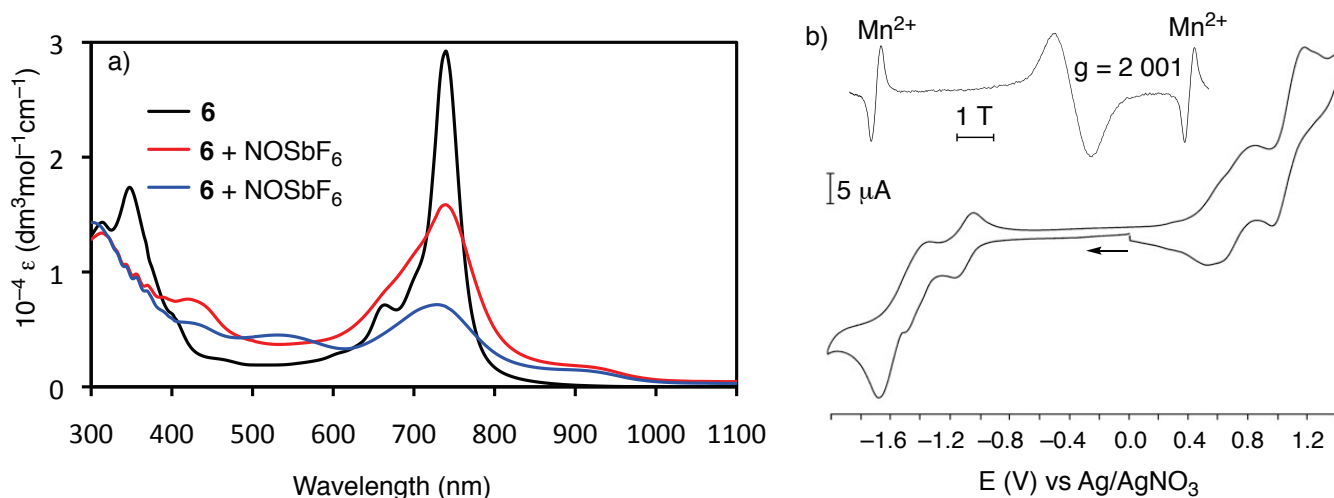 a)
3
2
1
0
10⁻⁴ ε (dm³mol⁻¹cm⁻¹)
6
6 + NOSbF₆
6 + NOSbF₆
300 400 500 600 700 800 900 1000 1100
Wavelength (nm)
b)
Mn²⁺ Mn²⁺
g = 2 001
1 T
5 μA
−1.6 −1.2 −0.8 −0.4 0.0 0.4 0.8 1.2
E (V) vs Ag/AgNO₃